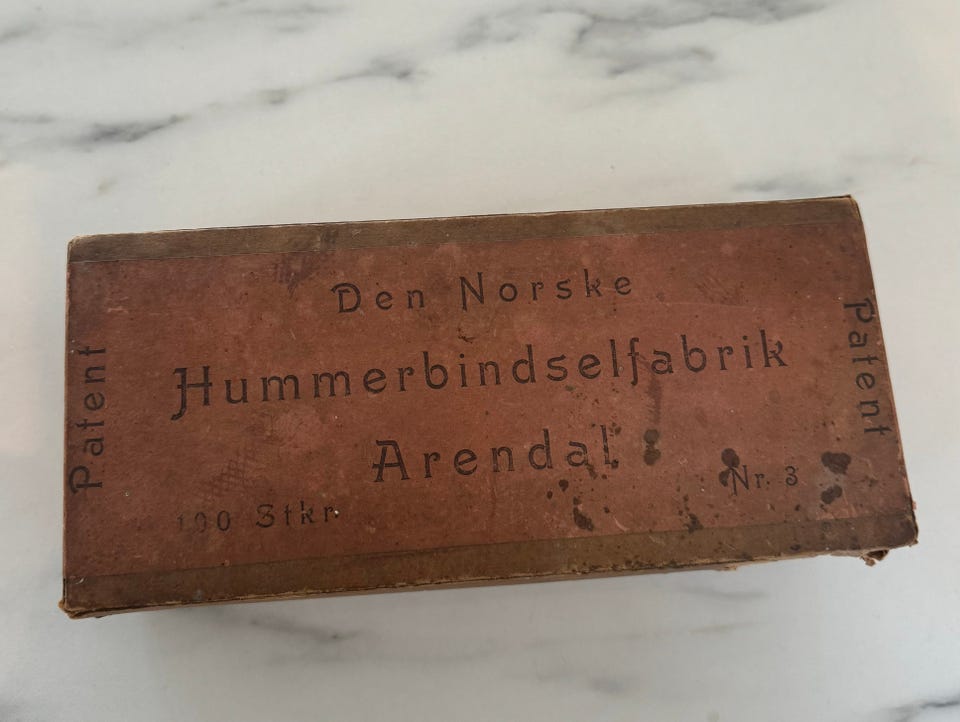 Den Norske
Hummerbindselfabrik
Arendal.
100 Stkr.
Nr. 3
Patent
Patent